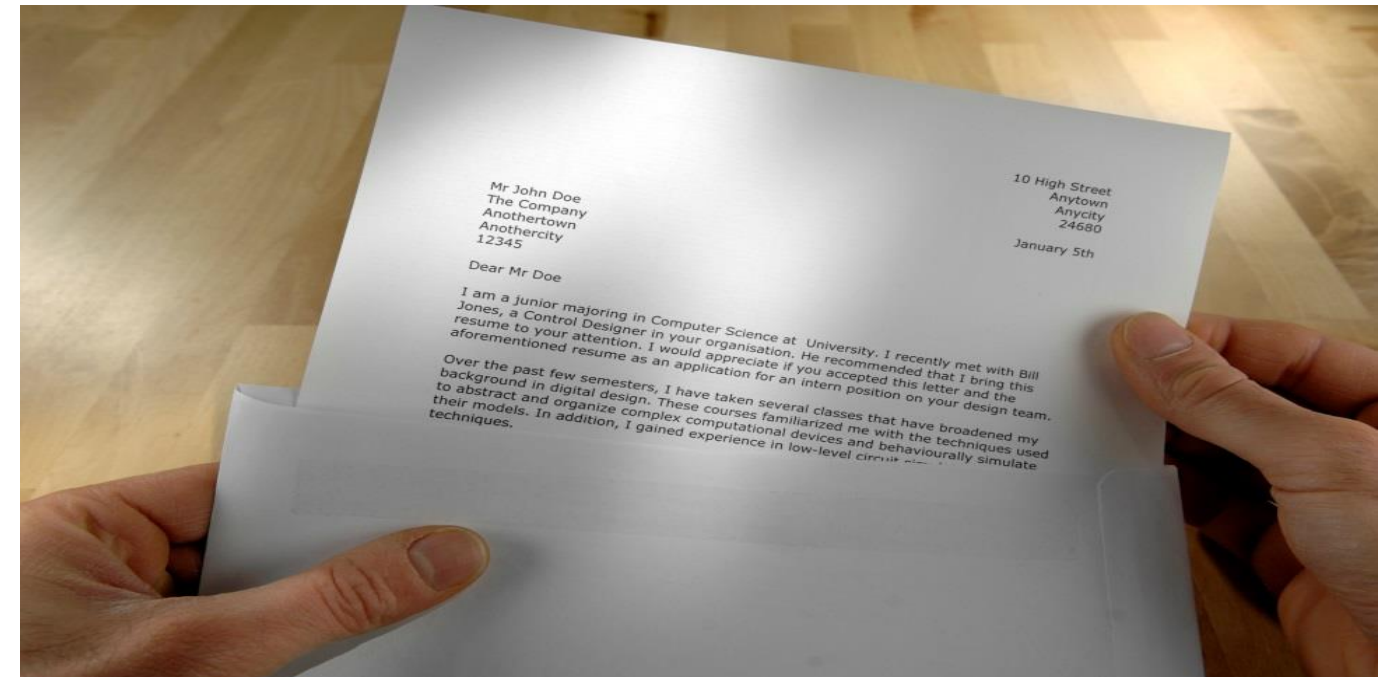 10 High Street
Anytown
Anycity
24680
January 5th
Mr John Doe
The Company
Anothertown
Anothercity
12345
Dear Mr Doe
I am a junior majoring in Computer Science at University. I recently met with Bill
Jones, a Control Designer in your organisation. He recommended that I bring this
resume to your attention. I would appreciate if you accepted this letter and the
aforementioned resume as an application for an intern position on your design team.
Over the past few semesters, I have taken several classes that have broadened my
background in digital design. These courses familiarized me with the techniques used
to abstract and organize complex computational devices and behaviourally simulate
their models. In addition, I gained experience in low-level circuit
techniques.